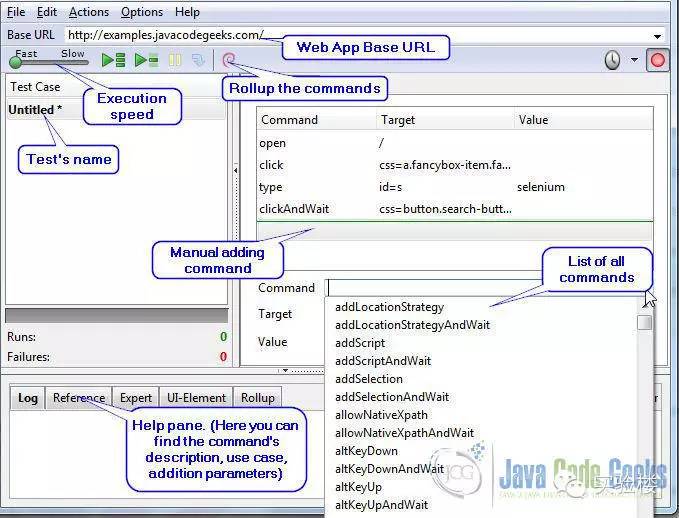 File Edit Actions Options Help
Base URL http://examples.javacodegeeks.com/
Web App Base URL
Fast Slow
Rollup the commands
Test Case
Execution
speed
Untitled *
Test's name
Command Target Value
open /
click css=a.fancybox-item.fa...
type id=s selenium
clickAndWait css=button.search-butt...
Manual adding
command
List of all
commands
Command
Target
Value
addLocationStrategy
addLocationStrategyAndWait
addScript
addScriptAndWait
addSelection
addSelectionAndWait
allowNativeXpath
allowNativeXpathAndWait
altKeyDown
altKeyDownAndWait
altKeyUp
altKeyUpAndWait
Runs: 0
Failures: 0
Log Reference Expert UI-Element Rollup
Help pane. (Here you can
find the command's
description, use case,
addition parameters)
JCG
Java Code Geeks
实验楼